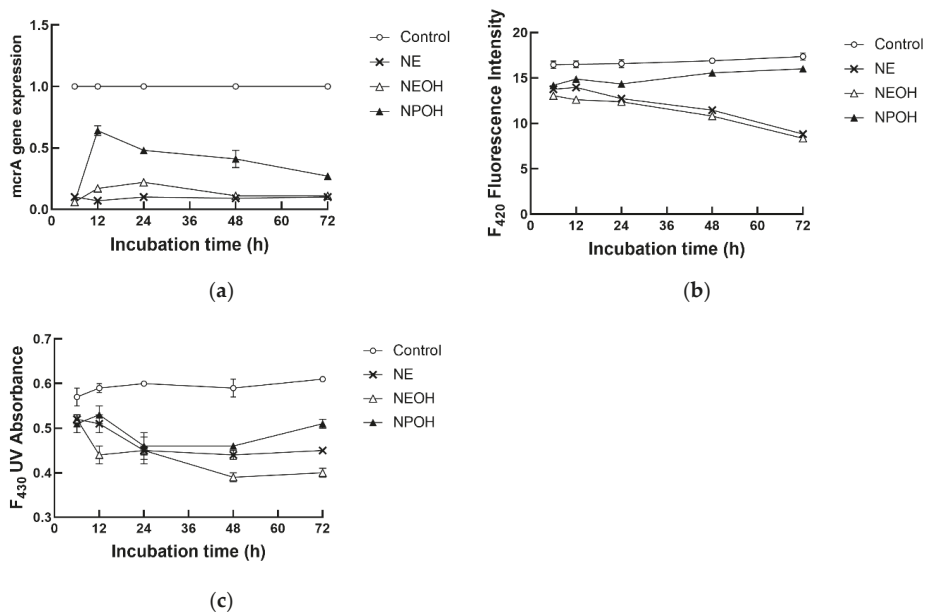 1.5
1.0
0.5
0.0
mcrA gene expression
0 12 24 36 48 60 72
Incubation time (h)
Control
NE
NEOH
NPOH
(a)
20
15
10
5
0
F420 Fluorescence Intensity
0 12 24 36 48 60 72
Incubation time (h)
Control
NE
NEOH
NPOH
(b)
0.7
0.6
0.5
0.4
0.3
F430 UV Absorbance
0 12 24 36 48 60 72
Incubation time (h)
Control
NE
NEOH
NPOH
(c)